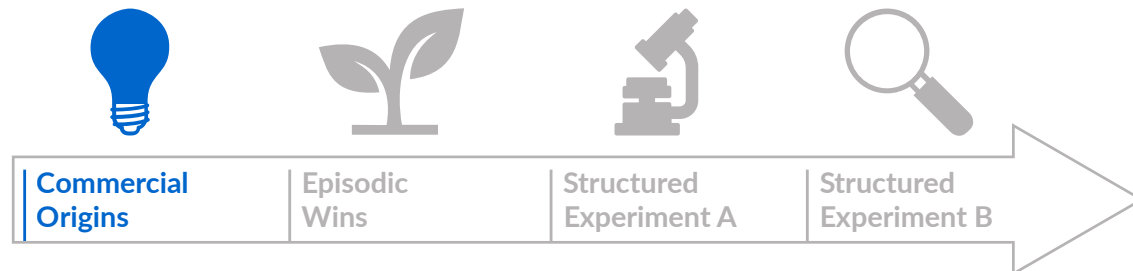 Commercial
Origins
Episodic
Wins
Structured
Experiment A
Structured
Experiment B